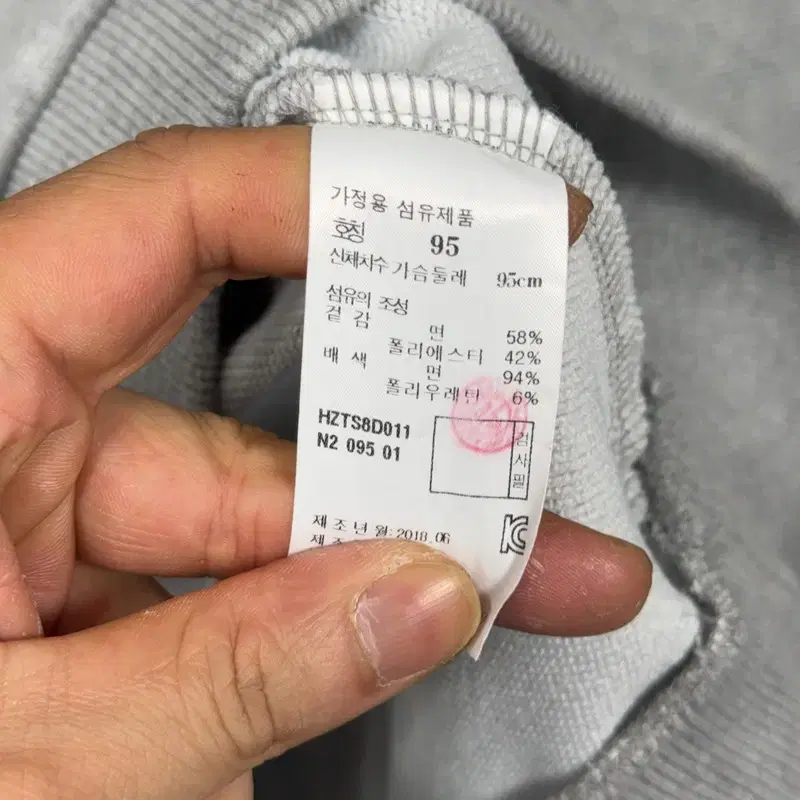 가정용 섬유제품
호칭 95
신체치수 가슴둘레 95cm
섬유의 조성
겉 감 면 58%
폴리에스터 42%
배 색 면 94%
폴리우레탄 6%
HZTS8D011
N2 095 01
검사필
제 조 년 월: 2018.06
제 조